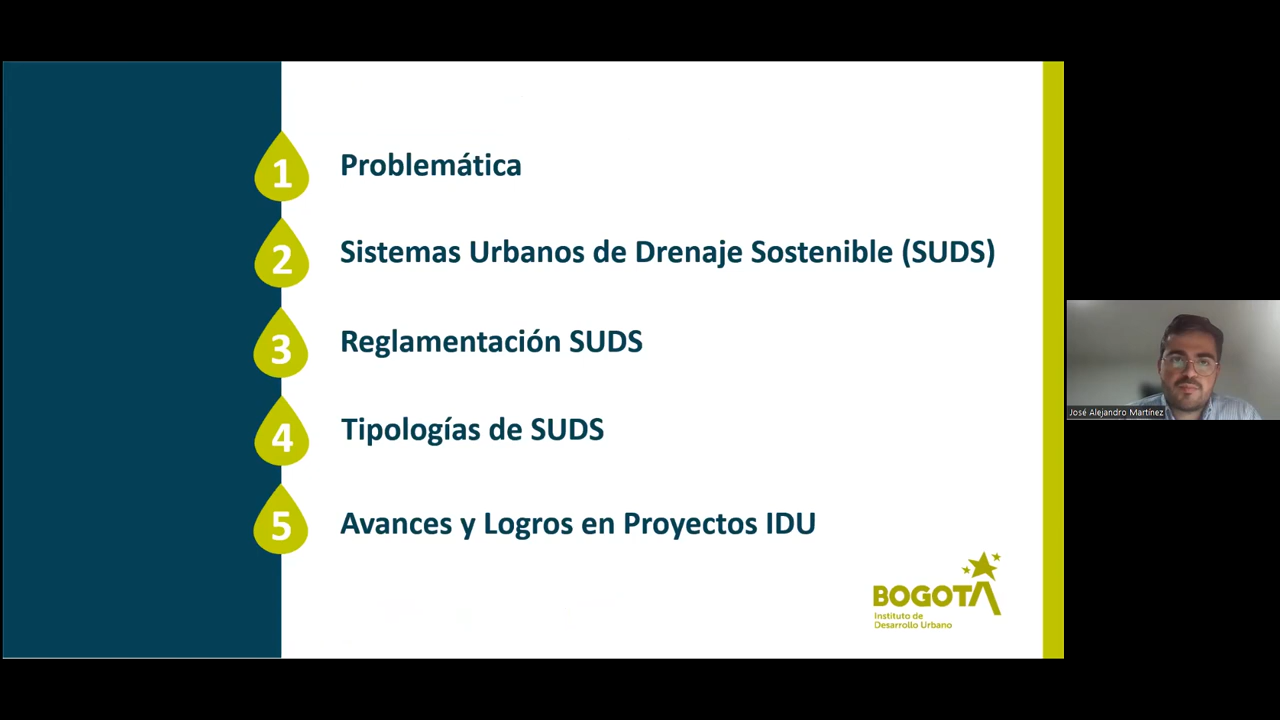 1 Problemática
2 Sistemas Urbanos de Drenaje Sostenible (SUDS)
3 Reglamentación SUDS
José Alejandro Martínez
4 Tipologías de SUDS
5 Avances y Logros en Proyectos IDU
BOGOTÁ
Instituto de
Desarrollo Urbano